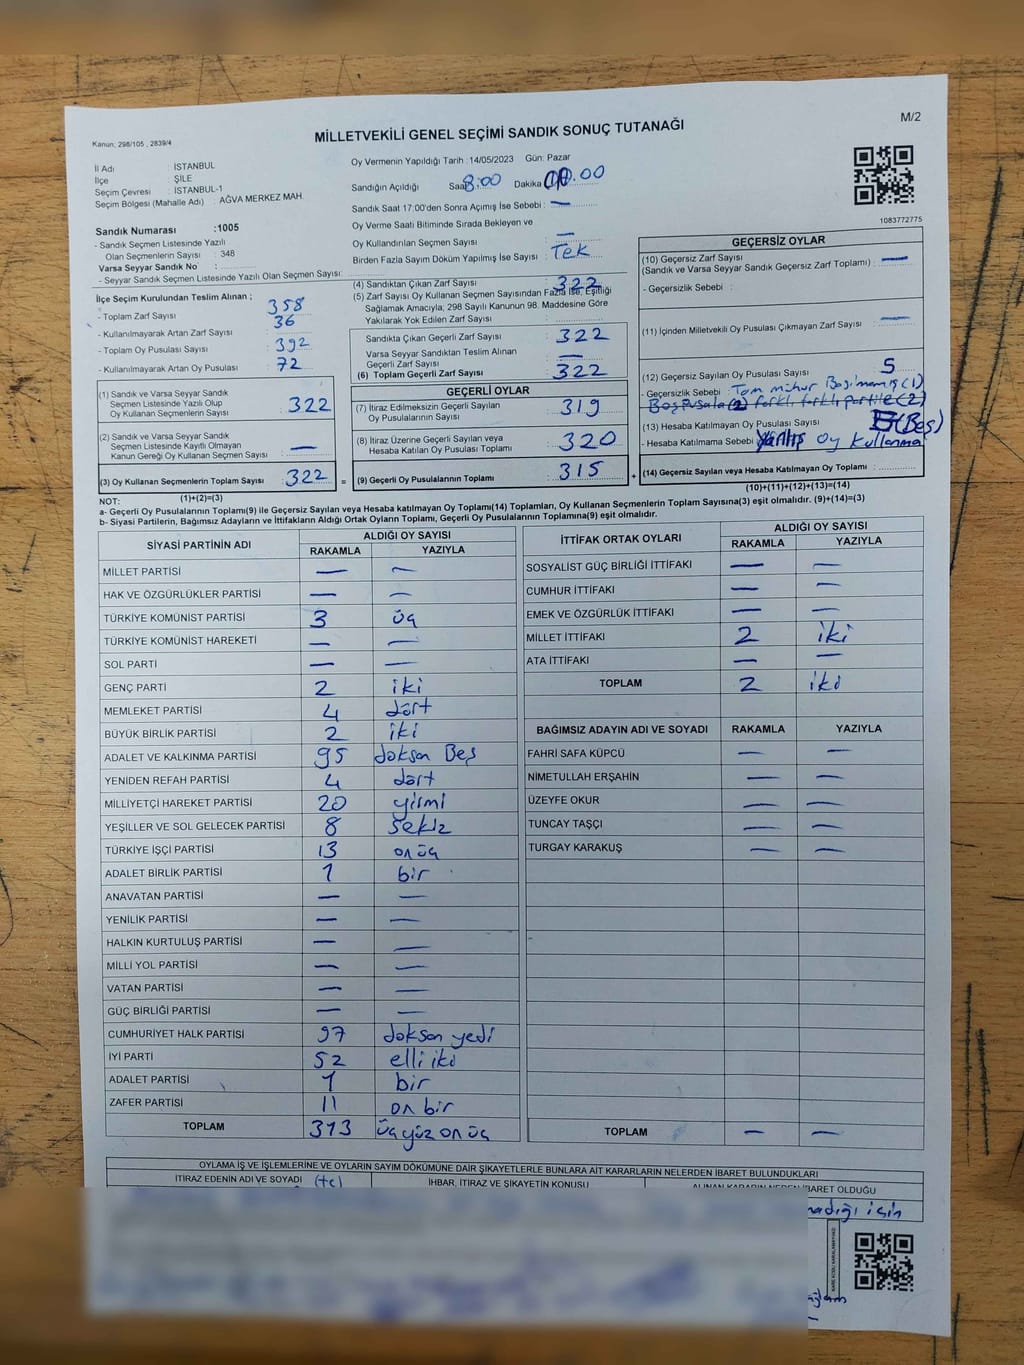 Kanun; 298/105 , 2839/4
M/2
MİLLETVEKİLİ GENEL SEÇİMİ SANDIK SONUÇ TUTANAĞI
İl Adı : İSTANBUL
İlçe : ŞİLE
Seçim Çevresi : İSTANBUL-1
Seçim Bölgesi (Mahalle Adı) : AĞVA MERKEZ MAH.
Oy Vermenin Yapıldığı Tarih :14/05/2023 Gün: Pazar
Sandığın Açıldığı Saat 8:00 Dakika .00
Sandık Saat 17:00'den Sonra Açımış İse Sebebi : —
Oy Verme Saati Bitiminde Sırada Bekleyen ve
Oy Kullandırılan Seçmen Sayısı : —
Birden Fazla Sayım Döküm Yapılmış İse Sayısı : Tek
1083772775
Sandık Numarası :1005
- Sandık Seçmen Listesinde Yazılı
Olan Seçmenlerin Sayısı : 348
Varsa Seyyar Sandık No :
- Seyyar Sandık Seçmen Listesinde Yazılı Olan Seçmen Sayısı:
İlçe Seçim Kurulundan Teslim Alınan ;
- Toplam Zarf Sayısı : 358
- Kullanılmayarak Artan Zarf Sayısı : 36
- Toplam Oy Pusulası Sayısı : 392
- Kullanılmayarak Artan Oy Pusulası : 72
(1) Sandık ve Varsa Seyyar Sandık
Seçmen Listesinde Yazılı Olup
Oy Kullanan Seçmenlerin Sayısı : 322
(2) Sandık ve Varsa Seyyar Sandık
Seçmen Listesinde Kayıtlı Olmayan
Kanun Gereği Oy Kullanan Seçmen Sayısı : —
(3) Oy Kullanan Seçmenlerin Toplam Sayısı : 322
(1)+(2)=(3)
(4) Sandıktan Çıkan Zarf Sayısı : 322
(5) Zarf Sayısı Oy Kullanan Seçmen Sayısından Fazla İse, Eşitliği
Sağlamak Amacıyla; 298 Sayılı Kanunun 98. Maddesine Göre
Yakılarak Yok Edilen Zarf Sayısı :
Sandıkta Çıkan Geçerli Zarf Sayısı : 322
Varsa Seyyar Sandıktan Teslim Alınan
Geçerli Zarf Sayısı : —
(6) Toplam Geçerli Zarf Sayısı : 322
GEÇERLİ OYLAR
(7) İtiraz Edilmeksizin Geçerli Sayılan
Oy Pusulalarının Sayısı : 319
(8) İtiraz Üzerine Geçerli Sayılan veya
Hesaba Katılan Oy Pusulası Toplamı : 320
= (9) Geçerli Oy Pusulalarının Toplamı : 315
GEÇERSİZ OYLAR
(10) Geçersiz Zarf Sayısı
(Sandık ve Varsa Seyyar Sandık Geçersiz Zarf Toplamı) : —
- Geçersizlik Sebebi :
(11) İçinden Milletvekili Oy Pusulası Çıkmayan Zarf Sayısı : —
(12) Geçersiz Sayılan Oy Pusulası Sayısı : 5
- Geçersizlik Sebebi : Tam mühür Basımamış (1)
Boş pusala (2) farklı farklı partile (2)
(13) Hesaba Katılmayan Oy Pusulası Sayısı : (Beş)
- Hesaba Katılmama Sebebi : Yanlış oy kullanma
+ (14) Geçersiz Sayılan veya Hesaba Katılmayan Oy Toplamı :
(10)+(11)+(12)+(13)=(14)
NOT:
a- Geçerli Oy Pusulalarının Toplamı(9) ile Geçersiz Sayılan veya Hesaba katılmayan Oy Toplamı(14) Toplamları, Oy Kullanan Seçmenlerin Toplam Sayısına(3) eşit olmalıdır. (9)+(14)=(3)
b- Siyasi Partilerin, Bağımsız Adayların ve İttifakların Aldığı Ortak Oyların Toplamı, Geçerli Oy Pusulalarının Toplamına(9) eşit olmalıdır.
SİYASİ PARTİNİN ADI ALDIĞI OY SAYISI
RAKAMLA YAZIYLA
MİLLET PARTİSİ — —
HAK VE ÖZGÜRLÜKLER PARTİSİ — —
TÜRKİYE KOMÜNİST PARTİSİ 3 üç
TÜRKİYE KOMÜNİST HAREKETİ — —
SOL PARTİ — —
GENÇ PARTİ 2 iki
MEMLEKET PARTİSİ 4 dört
BÜYÜK BİRLİK PARTİSİ 2 iki
ADALET VE KALKINMA PARTİSİ 95 doksan Beş
YENİDEN REFAH PARTİSİ 4 dört
MİLLİYETÇİ HAREKET PARTİSİ 20 yirmi
YEŞİLLER VE SOL GELECEK PARTİSİ 8 sekiz
TÜRKİYE İŞÇİ PARTİSİ 13 on üç
ADALET BİRLİK PARTİSİ 1 bir
ANAVATAN PARTİSİ — —
YENİLİK PARTİSİ — —
HALKIN KURTULUŞ PARTİSİ — —
MİLLİ YOL PARTİSİ — —
VATAN PARTİSİ — —
GÜÇ BİRLİĞİ PARTİSİ — —
CUMHURİYET HALK PARTİSİ 97 doksan yedi
İYİ PARTİ 52 elli iki
ADALET PARTİSİ 1 bir
ZAFER PARTİSİ 11 on bir
TOPLAM 313 üçyüz on üç
İTTİFAK ORTAK OYLARI ALDIĞI OY SAYISI
RAKAMLA YAZIYLA
SOSYALİST GÜÇ BİRLİĞİ İTTİFAKI — —
CUMHUR İTTİFAKI — —
EMEK VE ÖZGÜRLÜK İTTİFAKI — —
MİLLET İTTİFAKI 2 iki
ATA İTTİFAKI — —
TOPLAM 2 iki
BAĞIMSIZ ADAYIN ADI VE SOYADI RAKAMLA YAZIYLA
FAHRİ SAFA KÜPCÜ — —
NİMETULLAH ERŞAHİN — —
ÜZEYFE OKUR — —
TUNCAY TAŞÇI — —
TURGAY KARAKUŞ — —
TOPLAM — —
OYLAMA İŞ VE İŞLEMLERİNE VE OYLARIN SAYIM DÖKÜMÜNE DAİR ŞİKAYETLERLE BUNLARA AİT KARARLARIN NELERDEN İBARET BULUNDUKLARI
İTİRAZ EDENİN ADI VE SOYADI (tc) İHBAR, İTİRAZ VE ŞİKAYETİN KONUSU ALINAN KARARIN NEDEN İBARET OLDUĞU
madığı için